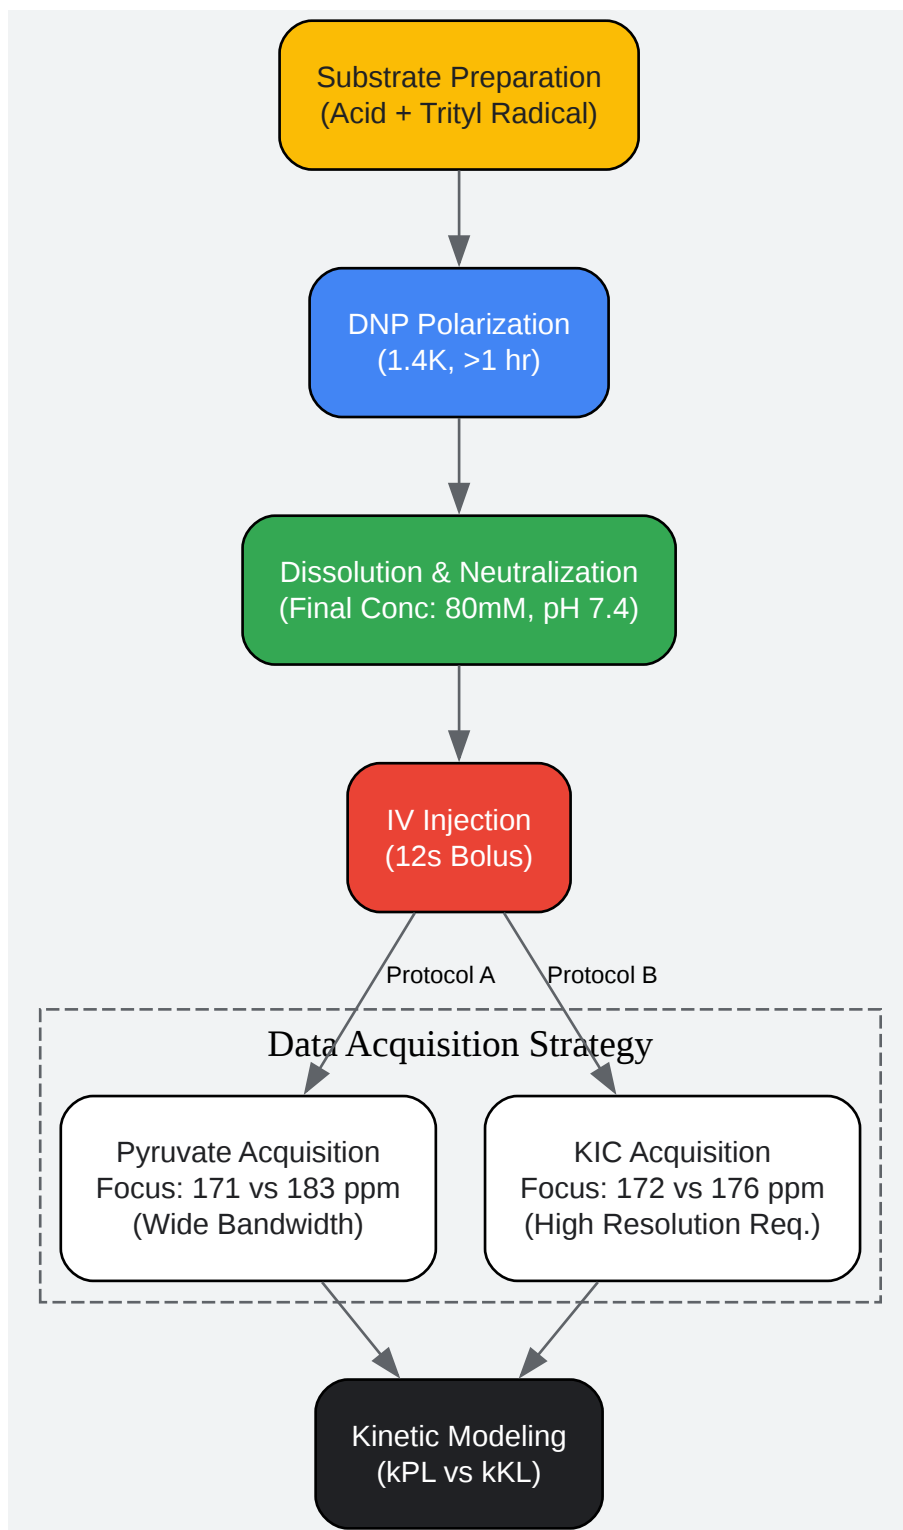 Substrate Preparation
(Acid + Trityl Radical)
DNP Polarization
(1.4K, >1 hr)
Dissolution & Neutralization
(Final Conc: 80mM, pH 7.4)
IV Injection
(12s Bolus)
Protocol A
Protocol B
Data Acquisition Strategy
Pyruvate Acquisition
Focus: 171 vs 183 ppm
(Wide Bandwidth)
KIC Acquisition
Focus: 172 vs 176 ppm
(High Resolution Req.)
Kinetic Modeling
(kPL vs kKL)